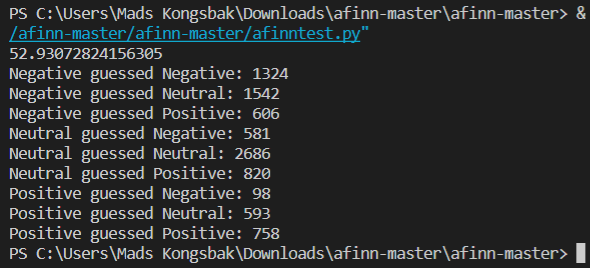 PS C:\Users\Mads Kongsbak\Downloads\afinn-master\afinn-master> &
/afinn-master/afinn-master/afinntest.py"
52.93072824156305
Negative guessed Negative: 1324
Negative guessed Neutral: 1542
Negative guessed Positive: 606
Neutral guessed Negative: 581
Neutral guessed Neutral: 2686
Neutral guessed Positive: 820
Positive guessed Negative: 98
Positive guessed Positive: 593
Positive guessed Positive: 758
PS C:\Users\Mads Kongsbak\Downloads\afinn-master\afinn-master>